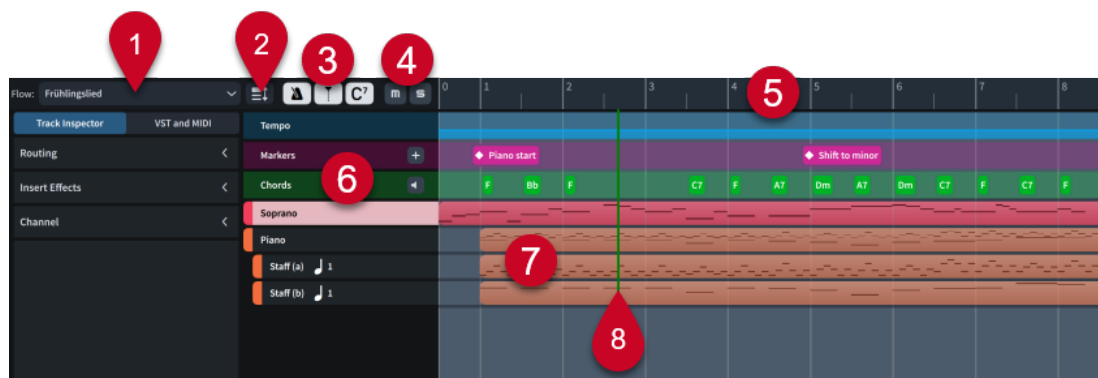 1
2
3
4
5
6
7
8
Flow: Frühlingslied
C7
m
s
0 1 2 3 4 5 6 7 8
Track Inspector VST and MIDI
Tempo
Routing
Markers + Piano start Shift to minor
Insert Effects
Chords F Bb F C7 F A7 Dm A7 Dm C7 F C7 F
Channel
Soprano
Piano
Staff (a) 1
Staff (b) 1